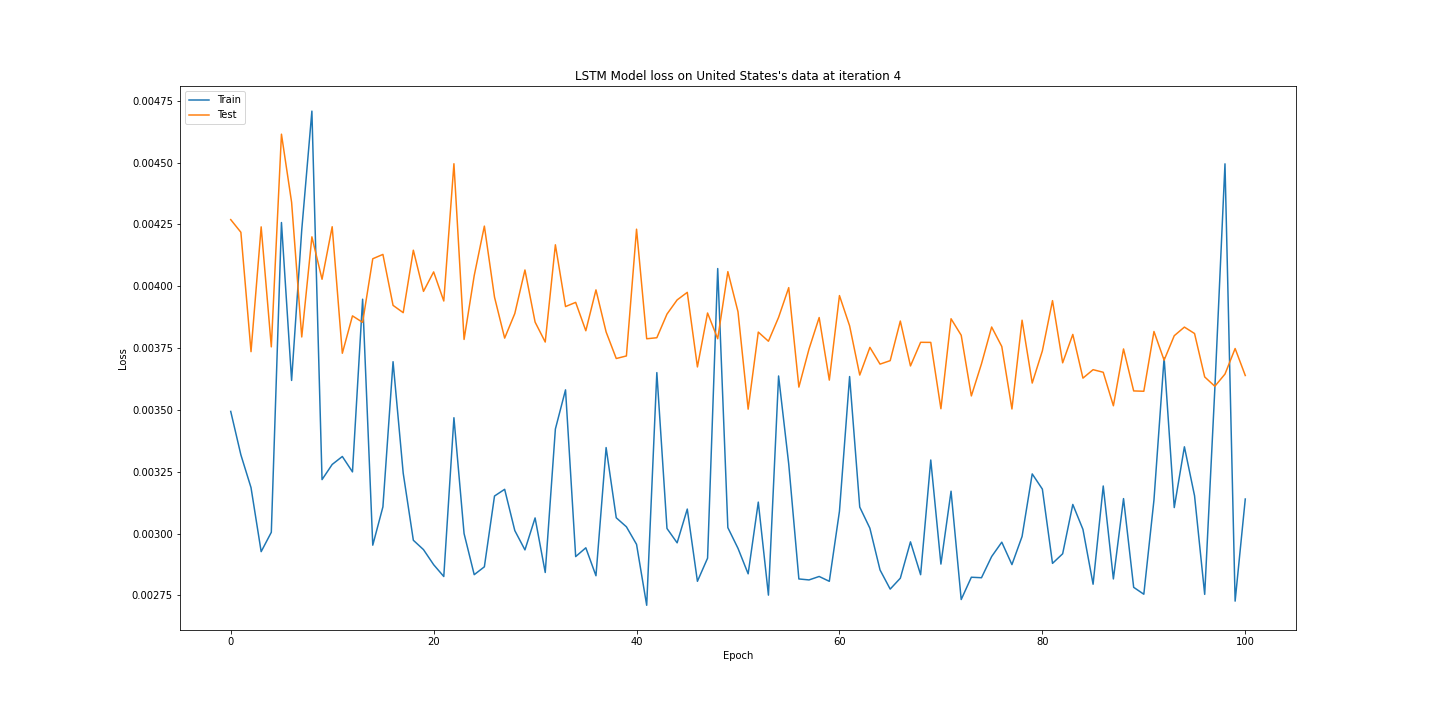 LSTM Model loss on United States's data at iteration 4
Train
Test
0.00475
0.00450
0.00425
0.00400
0.00375
0.00350
0.00325
0.00300
0.00275
Loss
0 20 40 60 80 100
Epoch